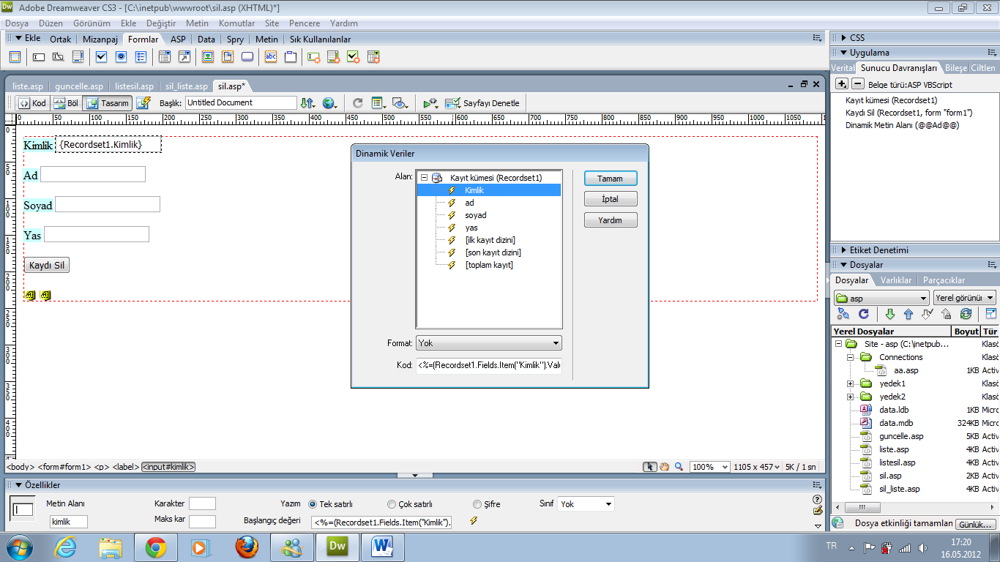 Adobe Dreamweaver CS3 - [C:\inetpub\wwwroot\sil.asp (XHTML)*]
Dosya Düzen Görünüm Ekle Değiştir Metin Komutlar Site Pencere Yardım
Ekle Ortak Mizanpaj Formlar ASP Data Spry Metin Sık Kullanılanlar
liste.asp guncelle.asp listesil.asp sil_liste.asp sil.asp*
Kod Böl Tasarım Başlık: Untitled Document Sayfayı Denetle
0 50 100 150 200 250 300 350 400 450 500 550 600 650 700 750 800 850 900 950 1000 1050
Kimlik {Recordset1.Kimlik}
Ad
Soyad
Yas
Kaydı Sil
Dinamik Veriler
Alan: Kayıt kümesi (Recordset1)
Kimlik
ad
soyad
yas
[ilk kayıt dizini]
[son kayıt dizini]
[toplam kayıt]
Tamam
İptal
Yardım
Format: Yok
Kod: <%=(Recordset1.Fields.Item("Kimlik").Valu
<body> <form#form1> <p> <label> <input#kimlik> 100% 1105 x 457 5K / 1 sn
Özellikler
Metin Alanı Karakter Yazım Tek satırlı Çok satırlı Şifre Sınıf Yok
kimlik Maks kar Başlangıç değeri <%=(Recordset1.Fields.Item("Kimlik").
CSS
Uygulama
Veritab Sunucu Davranışları Bileşe Ciltlen
Belge türü:ASP VBScript
Kayıt kümesi (Recordset1)
Kaydı Sil (Recordset1, form "form1")
Dinamik Metin Alanı (@@Ad@@)
Etiket Denetimi
Dosyalar
Dosyalar Varlıklar Parçacıklar
asp Yerel görünü
Yerel Dosyalar Boyut Tür
Site - asp (C:\inetpub... Klasö
Connections Klasö
aa.asp 1KB Activ
yedek1 Klasö
yedek2 Klasö
data.ldb 1KB Micro
data.mdb 324KB Micro
guncelle.asp 5KB Activ
liste.asp 4KB Activ
listesil.asp 4KB Activ
sil.asp 2KB Activ
sil_liste.asp 4KB Activ
Dosya etkinliği tamamlan Günlük...
TR 17:20
16.05.2012